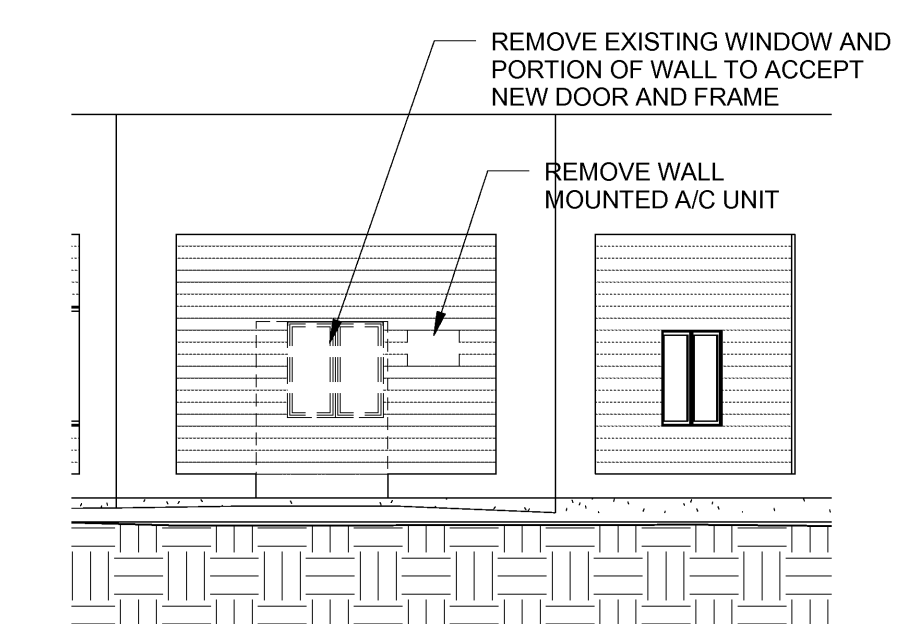 REMOVE EXISTING WINDOW AND
PORTION OF WALL TO ACCEPT
NEW DOOR AND FRAME
REMOVE WALL
MOUNTED A/C UNIT